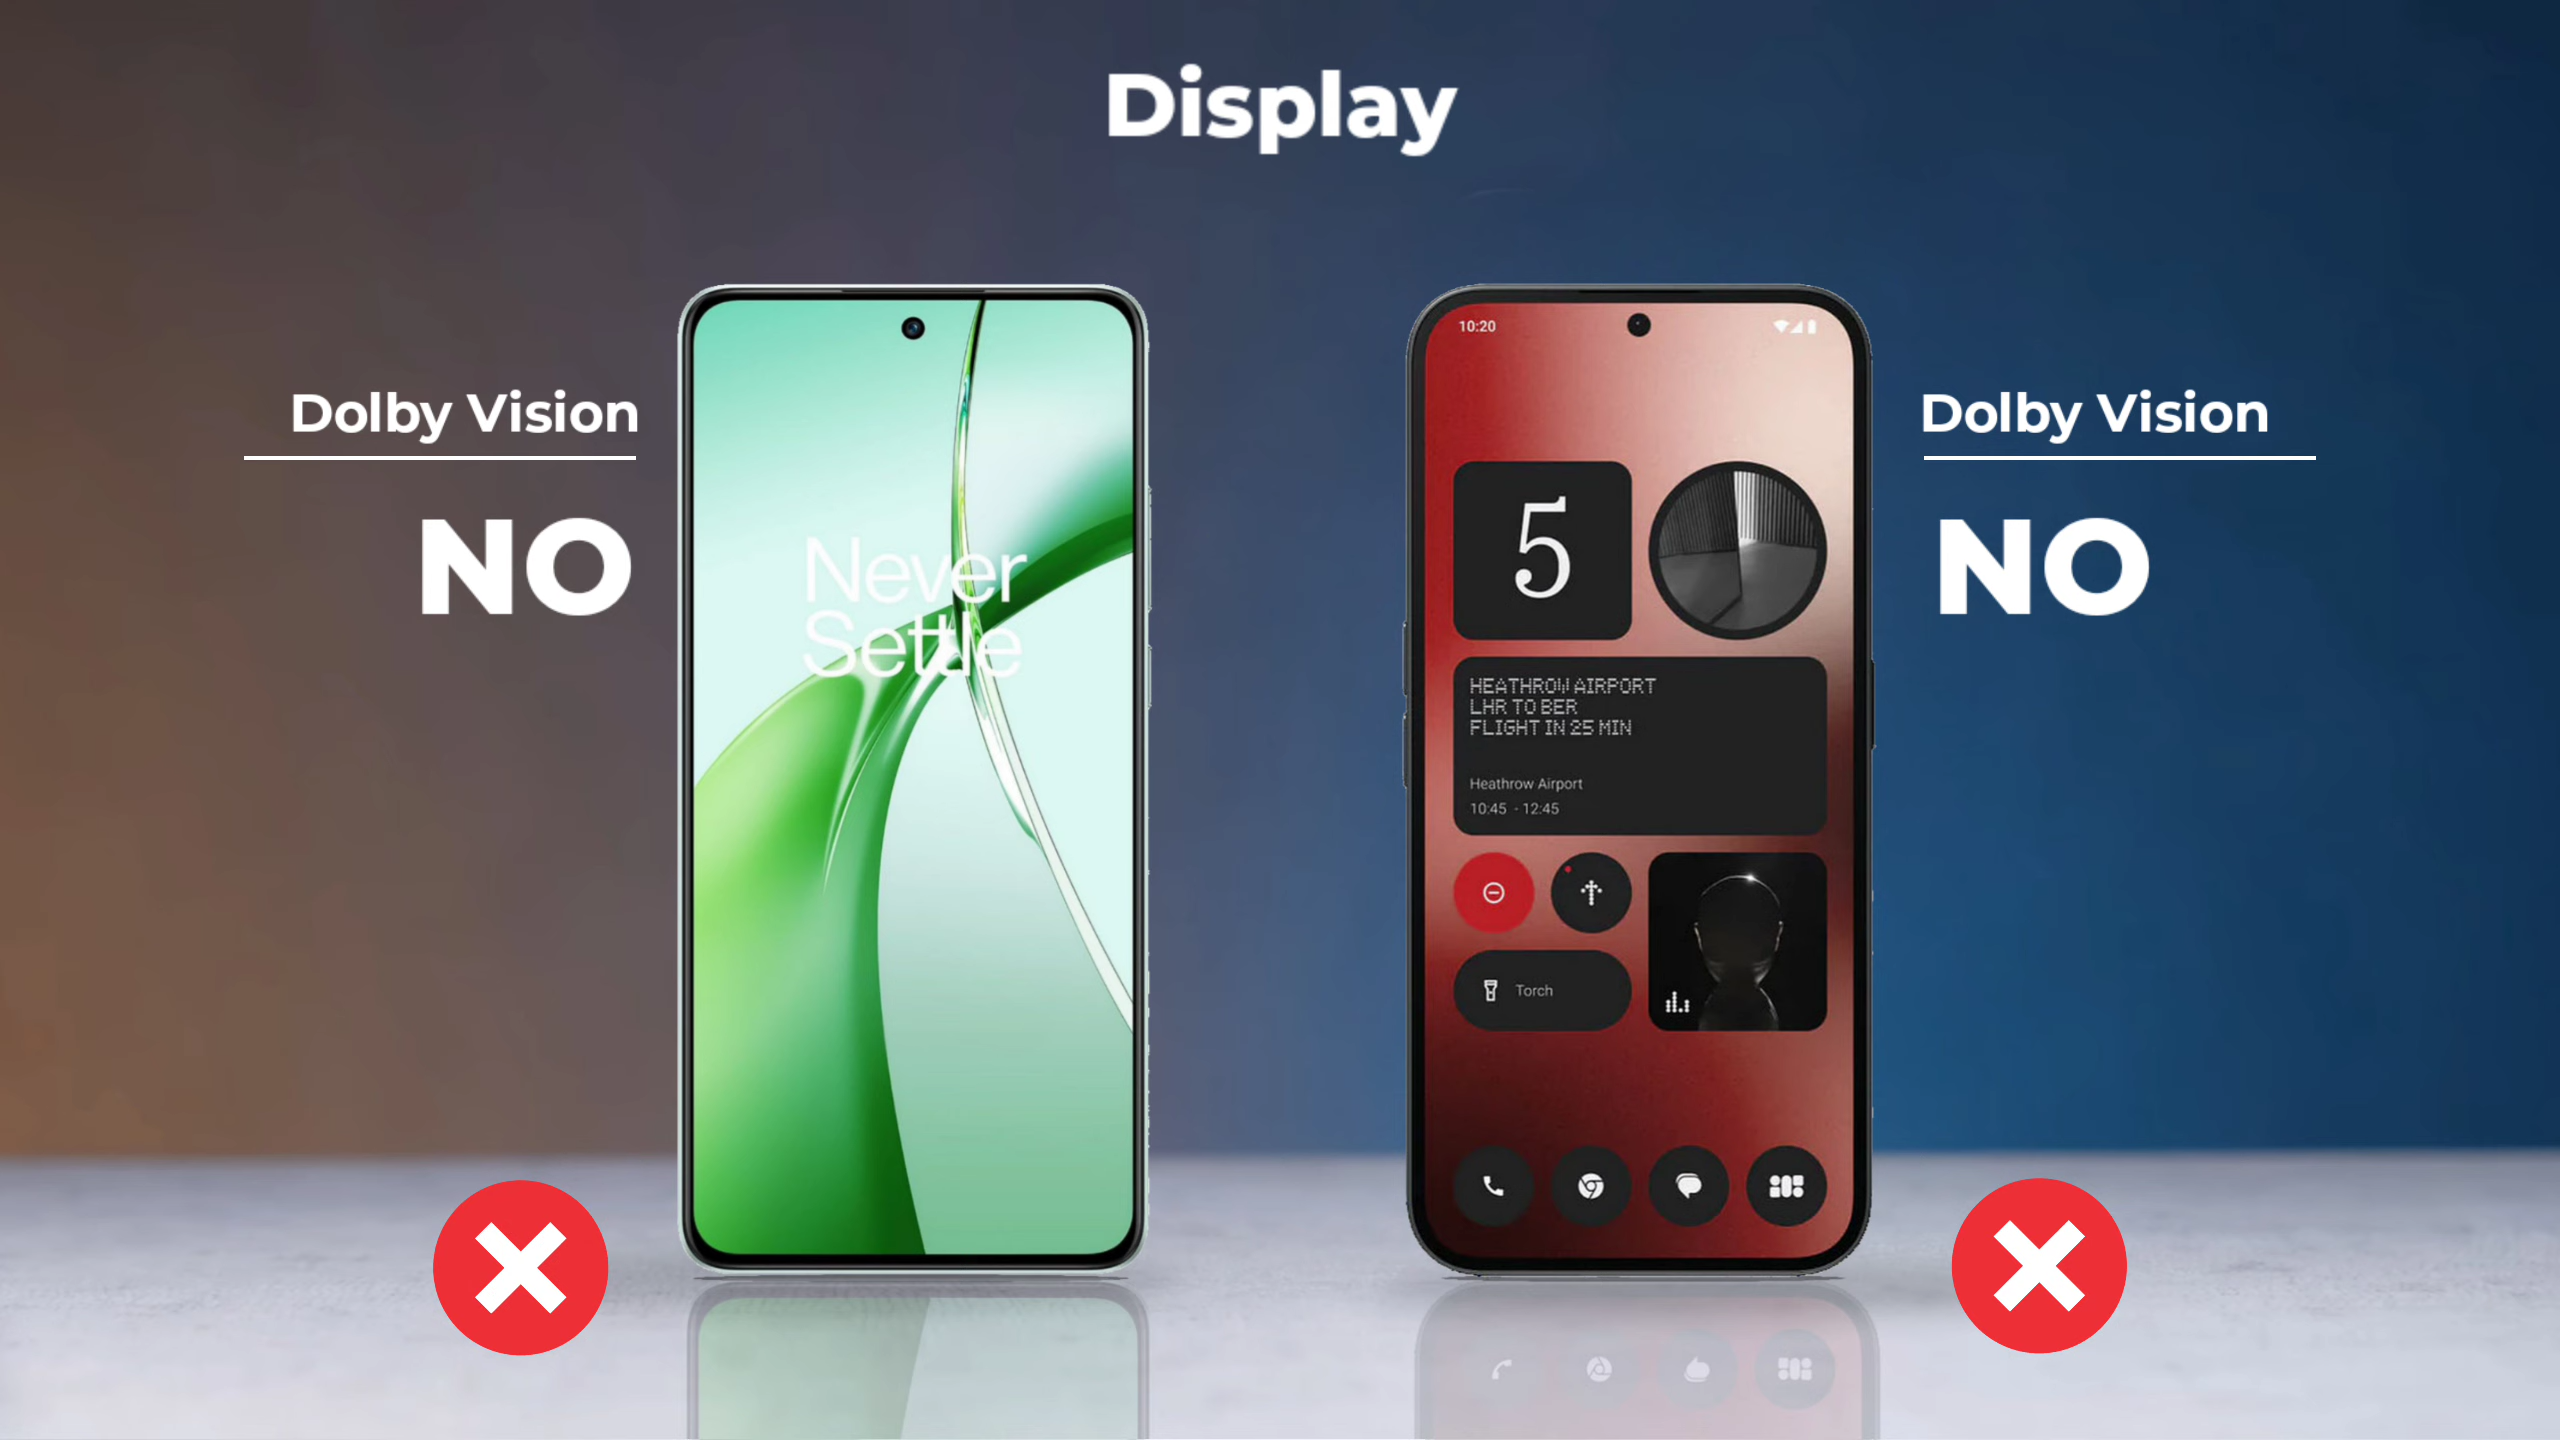 Display
Dolby Vision
NO
Never
Settle
10:20
5
HEATHROW AIRPORT
LHR TO BER
FLIGHT IN 25 MIN
Heathrow Airport
10:45 - 12:45
Torch
Dolby Vision
NO